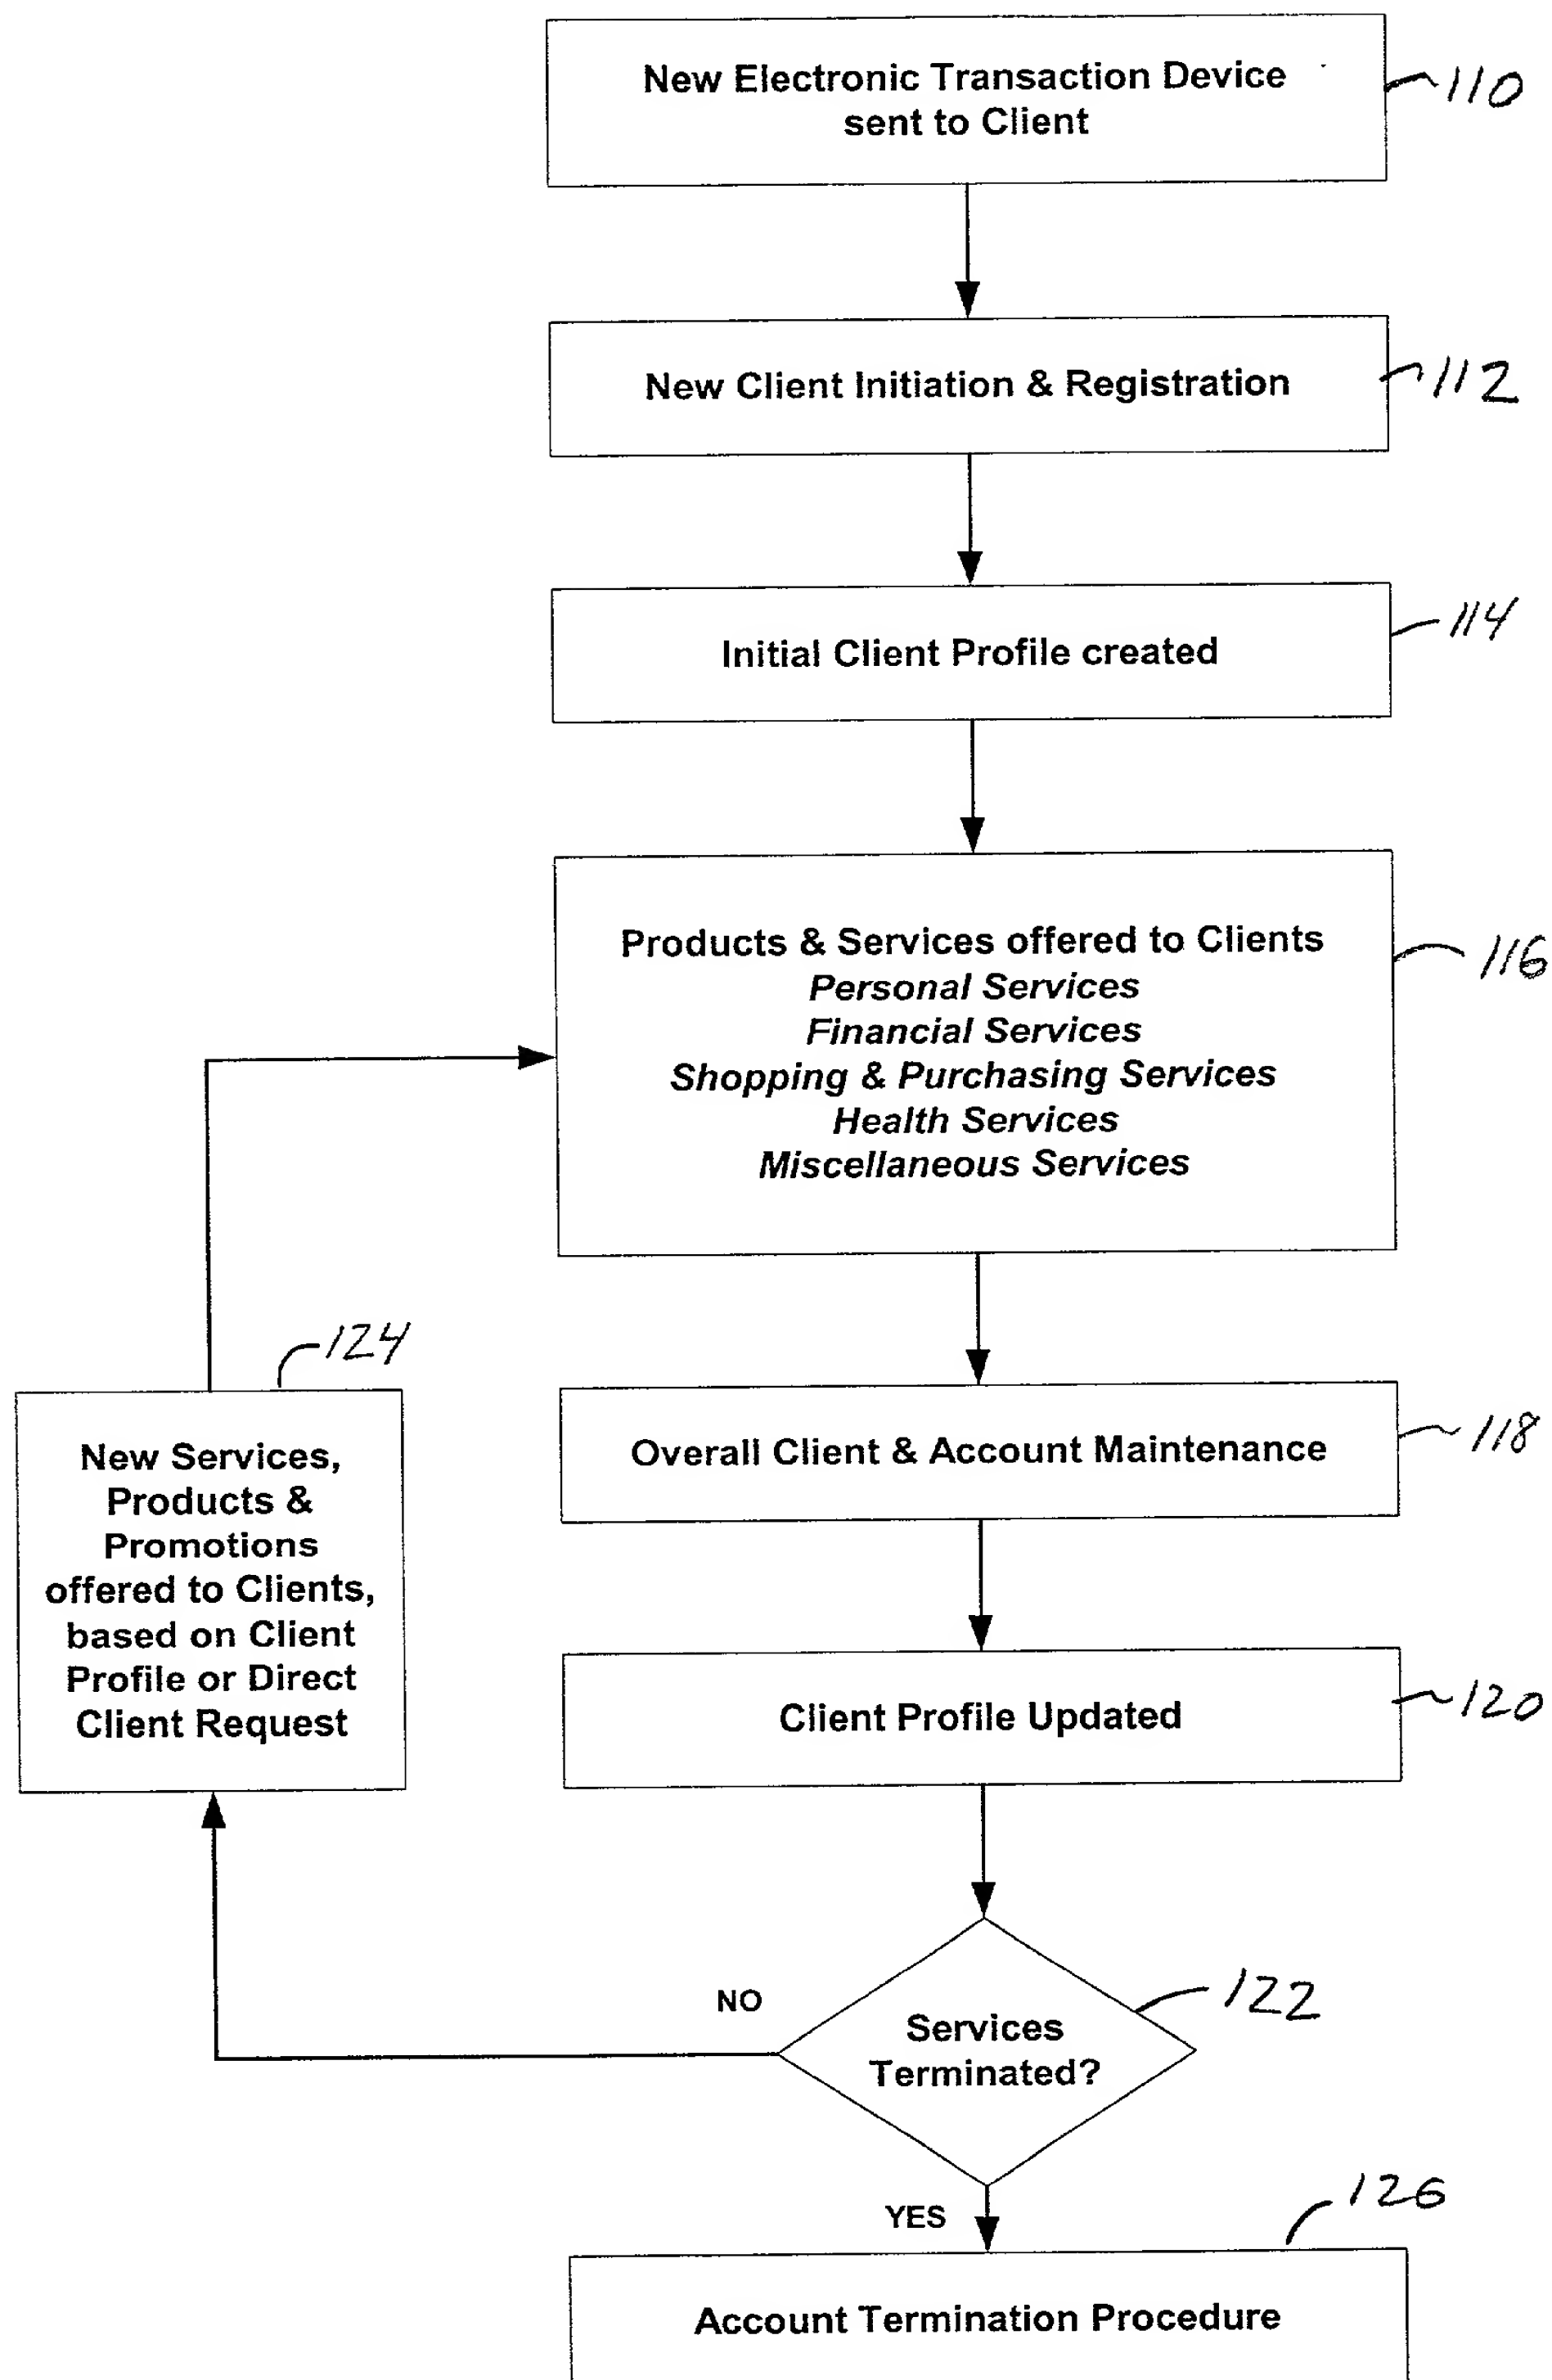 New Electronic Transaction Device
sent to Client
110
New Client Initiation & Registration
112
Initial Client Profile created
114
Products & Services offered to Clients
Personal Services
Financial Services
Shopping & Purchasing Services
Health Services
Miscellaneous Services
116
124
New Services,
Products &
Promotions
offered to Clients,
based on Client
Profile or Direct
Client Request
Overall Client & Account Maintenance
118
Client Profile Updated
120
NO
Services
Terminated?
122
YES
126
Account Termination Procedure